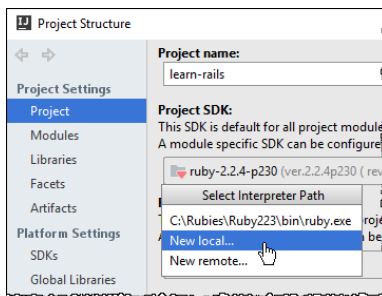 Project Structure
Project Settings
Project
Modules
Libraries
Facets
Artifacts
Platform Settings
SDKs
Global Libraries
Project name:
learn-rails
Project SDK:
This SDK is default for all project module
A module specific SDK can be configure
ruby-2.2.4-p230 (ver.2.2.4p230 ( rev
Select Interpreter Path
C:\Rubies\Ruby223\bin\ruby.exe
New local...
New remote...